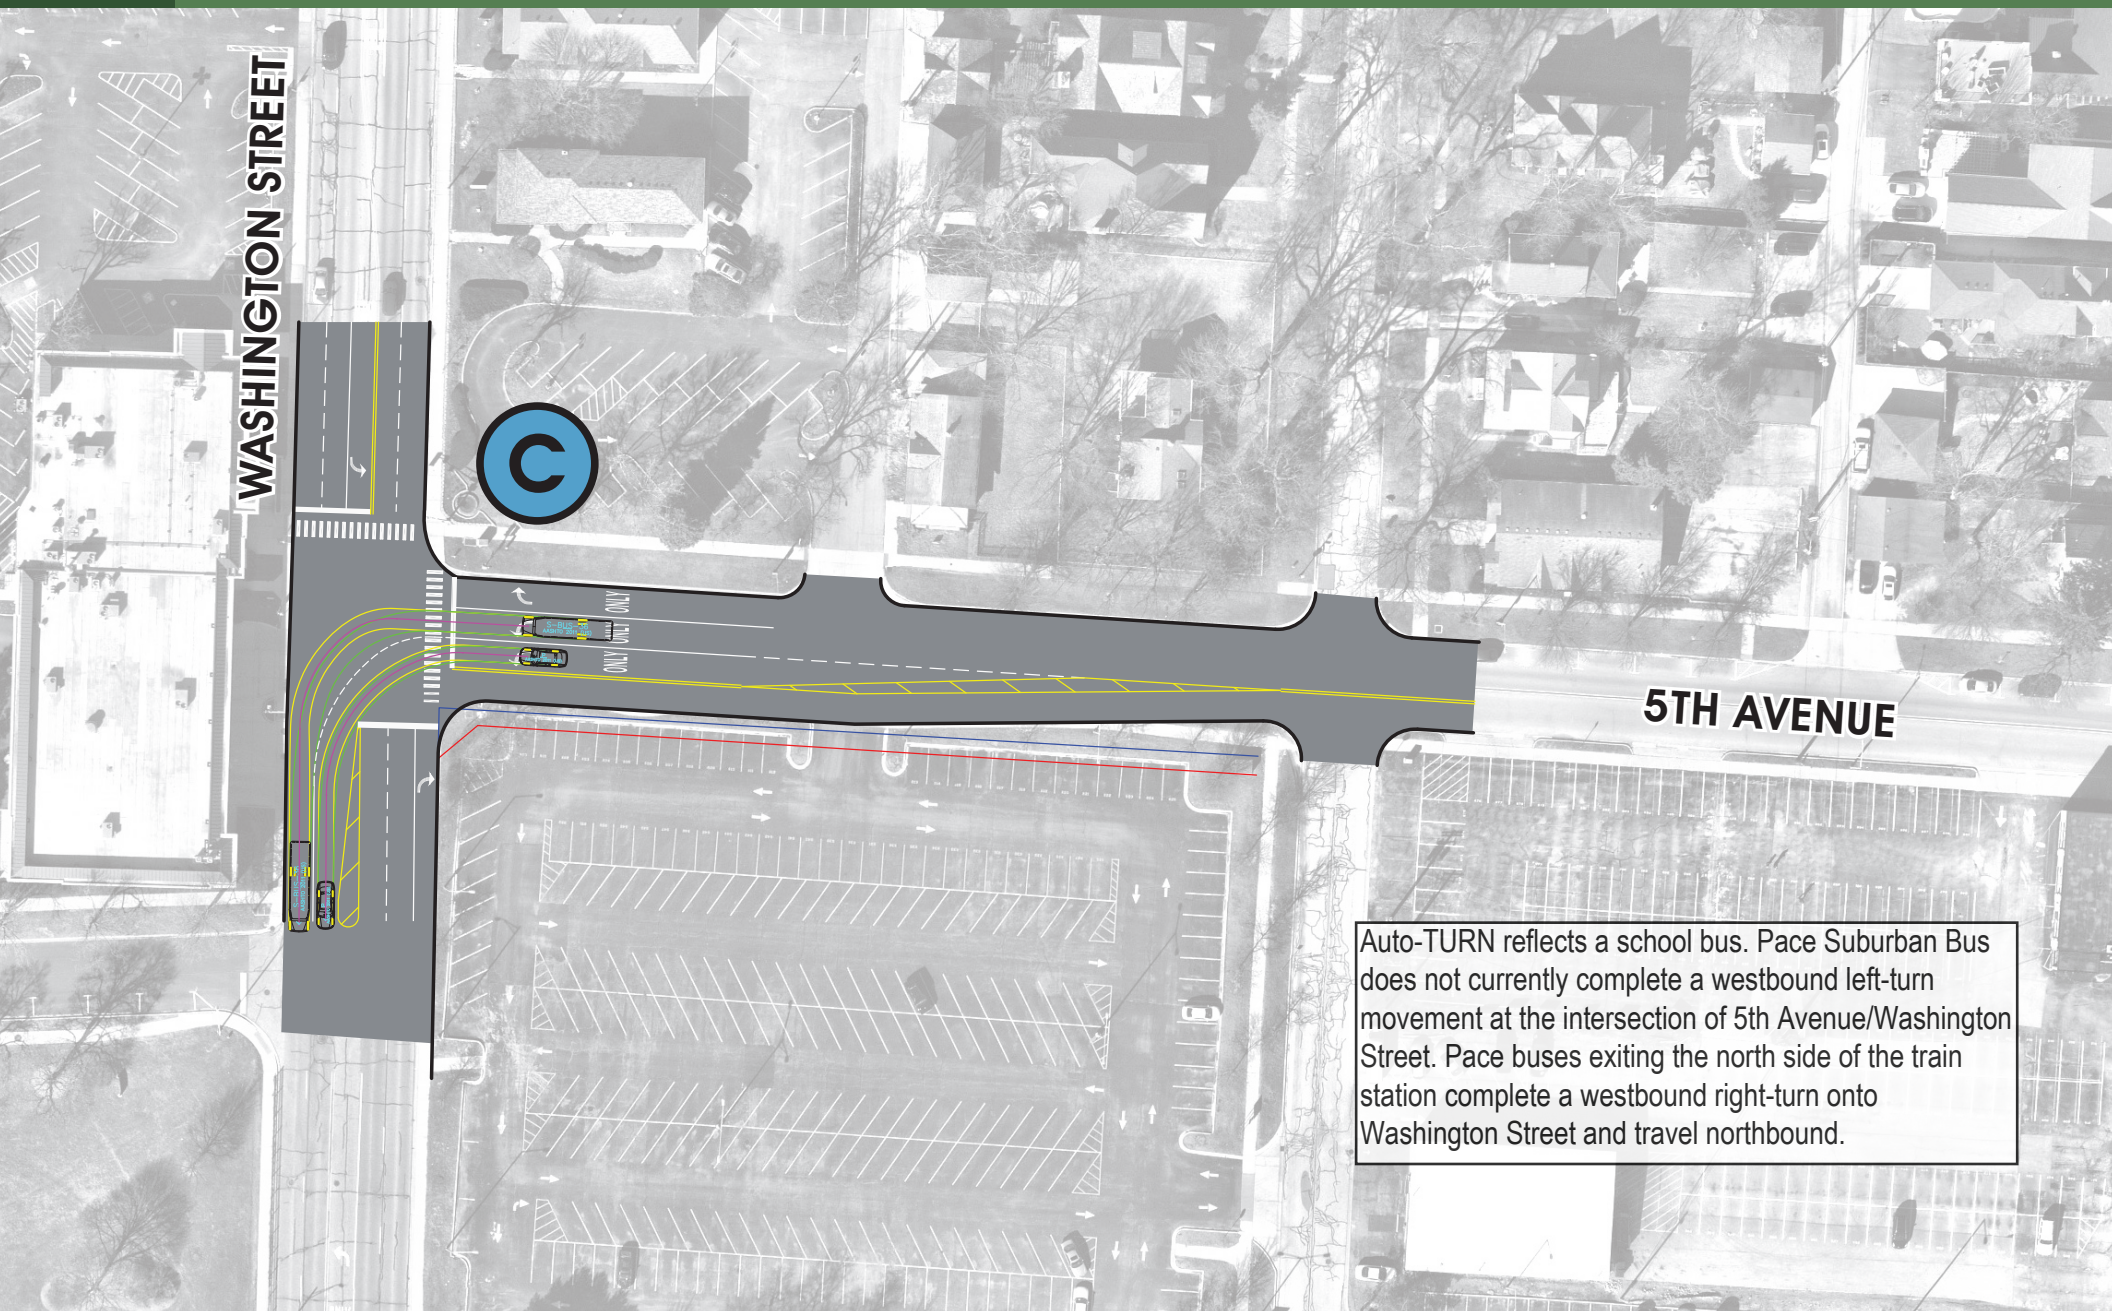 WASHINGTON STREET
C
ONLY
ONLY
ONLY
S-BUS
5TH AVENUE
Auto-TURN reflects a school bus. Pace Suburban Bus
does not currently complete a westbound left-turn
movement at the intersection of 5th Avenue/Washington
Street. Pace buses exiting the north side of the train
station complete a westbound right-turn onto
Washington Street and travel northbound.